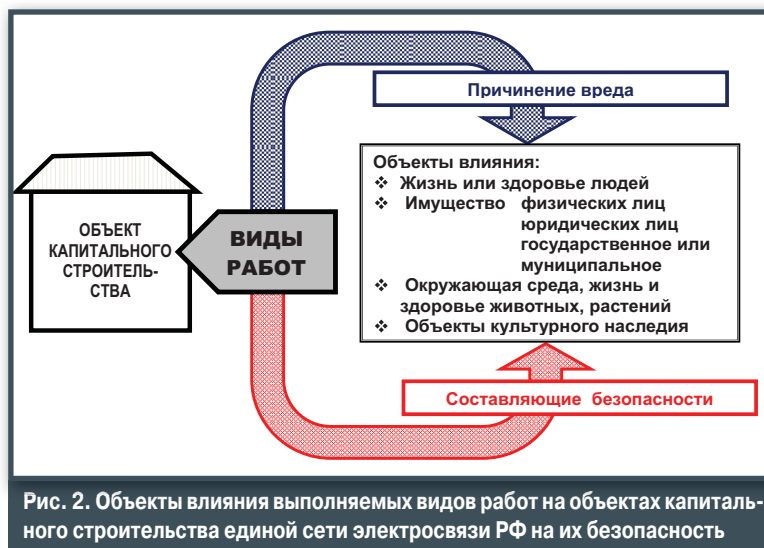 Причинение вреда
Объекты влияния:
❖ Жизнь или здоровье людей
❖ Имущество физических лиц
юридических лиц
государственное или
муниципальное
❖ Окружающая среда, жизнь и
здоровье животных, растений
❖ Объекты культурного наследия
ОБЪЕКТ
КАПИТАЛЬНОГО
СТРОИТЕЛЬ-
СТВА
ВИДЫ
РАБОТ
Составляющие безопасности
Рис. 2. Объекты влияния выполняемых видов работ на объектах капиталь-
ного строительства единой сети электросвязи РФ на их безопасность